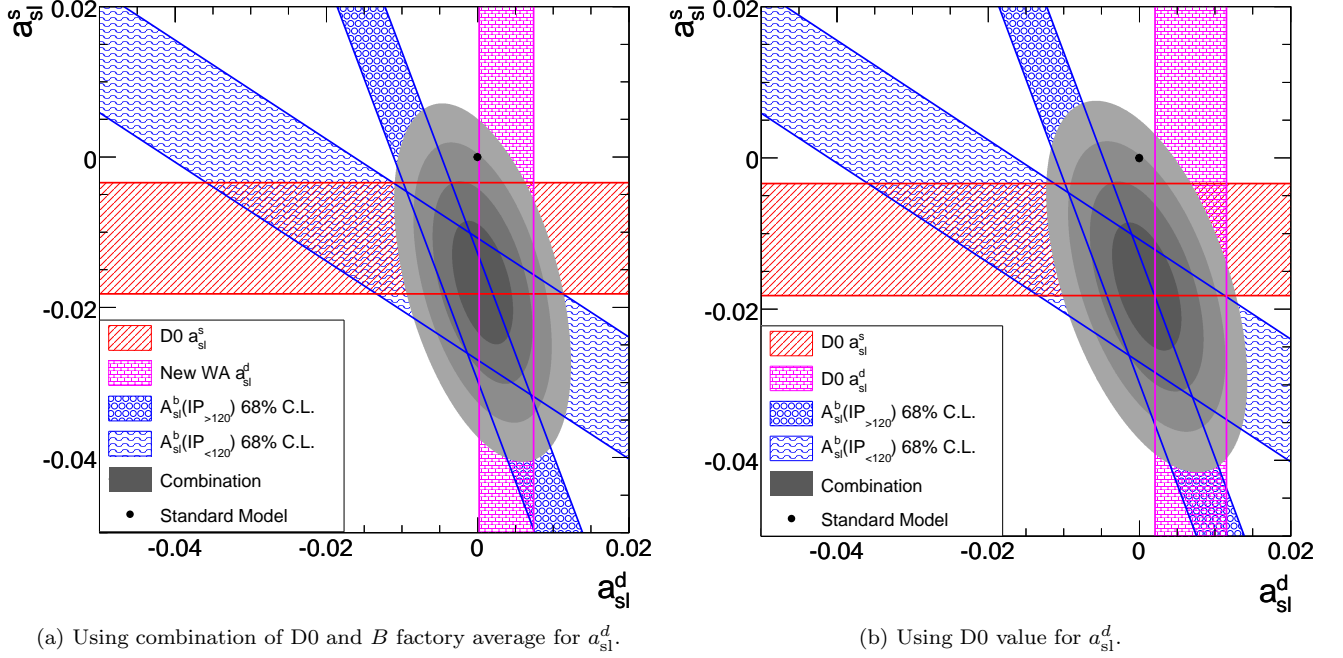 a^s_sl
0.02
0
-0.02
-0.04
D0 a^s_sl
New WA a^d_sl
A^b_sl(IP_>120) 68% C.L.
A^b_sl(IP_<120) 68% C.L.
Combination
Standard Model
-0.04 -0.02 0 0.02
a^d_sl
(a) Using combination of D0 and B factory average for a^d_sl.
a^s_sl
0.02
0
-0.02
-0.04
D0 a^s_sl
D0 a^d_sl
A^b_sl(IP_>120) 68% C.L.
A^b_sl(IP_<120) 68% C.L.
Combination
Standard Model
-0.04 -0.02 0 0.02
a^d_sl
(b) Using D0 value for a^d_sl.